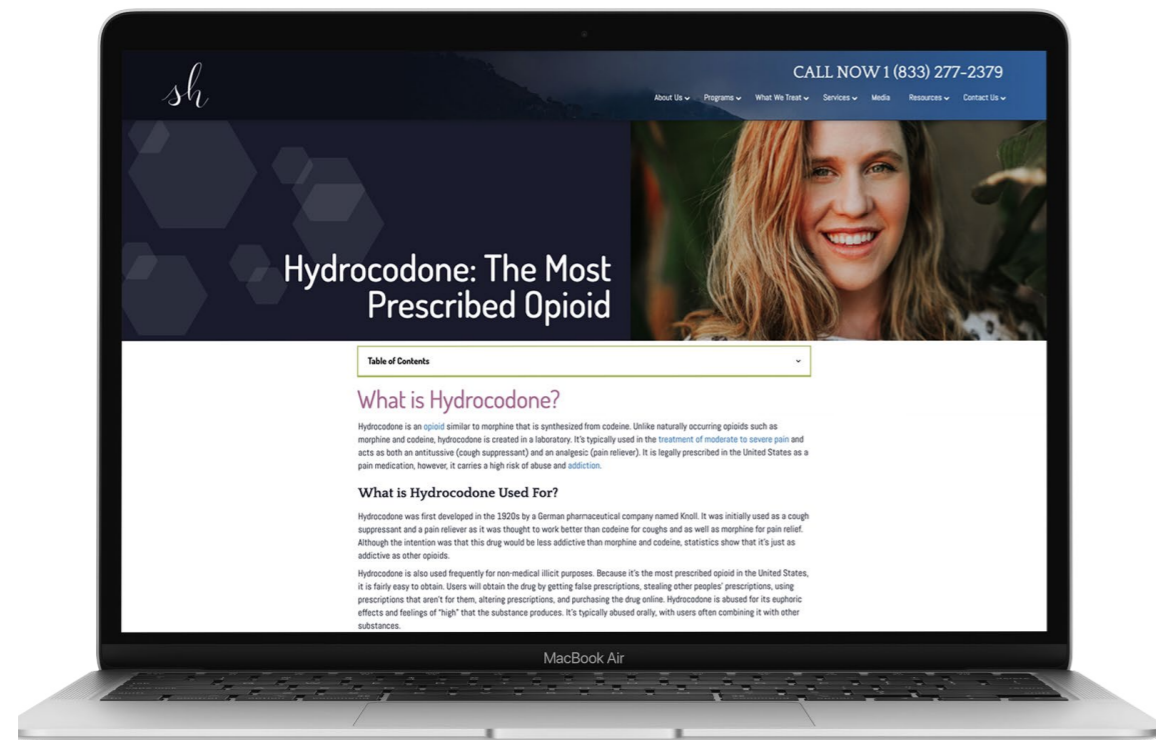 sh
CALL NOW 1 (833) 277-2379
About Us Programs What We Treat Services Media Resources Contact Us
Hydrocodone: The Most
Prescribed Opioid
Table of Contents
What is Hydrocodone?
Hydrocodone is an opioid similar to morphine that is synthesized from codeine. Unlike naturally occurring opioids such as
morphine and codeine, hydrocodone is created in a laboratory. It's typically used in the treatment of moderate to severe pain and
acts as both an antitussive (cough suppressant) and an analgesic (pain reliever). It is legally prescribed in the United States as a
pain medication, however, it carries a high risk of abuse and addiction.
What is Hydrocodone Used For?
Hydrocodone was first developed in the 1920s by a German pharmaceutical company named Knoll. It was initially used as a cough
suppressant and a pain reliever as it was thought to work better than codeine for coughs and as well as morphine for pain relief.
Although the intention was that this drug would be less addictive than morphine and codeine, statistics show that it's just as
addictive as other opioids.
Hydrocodone is also used frequently for non-medical illicit purposes. Because it's the most prescribed opioid in the United States,
it is fairly easy to obtain. Users will obtain the drug by getting false prescriptions, stealing other peoples' prescriptions, using
prescriptions that aren't for them, altering prescriptions, and purchasing the drug online. Hydrocodone is abused for its euphoric
effects and feelings of "high" that the substance produces. It's typically abused orally, with users often combining it with other
substances.
MacBook Air